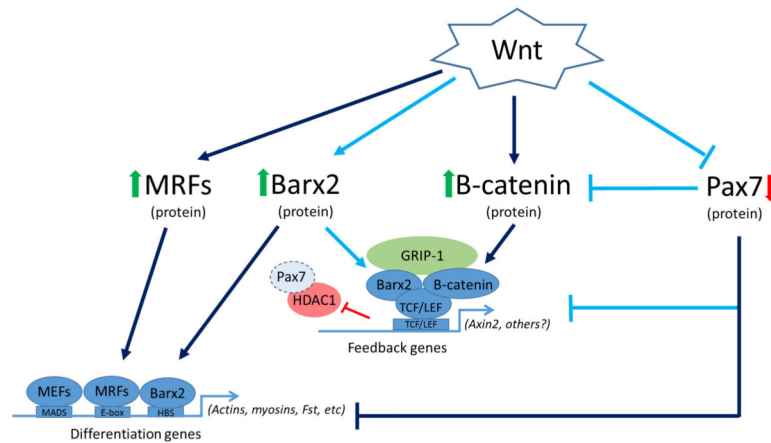 Wnt
MRFs
(protein)
Barx2
(protein)
B-catenin
(protein)
Pax7
(protein)
GRIP-1
Pax7
HDAC1
Barx2
B-catenin
TCF/LEF
TCF/LEF
(Axin2, others?)
Feedback genes
MEFs
MRFs
Barx2
MADS
E-box
HBS
(Actins, myosins, Fst, etc)
Differentiation genes